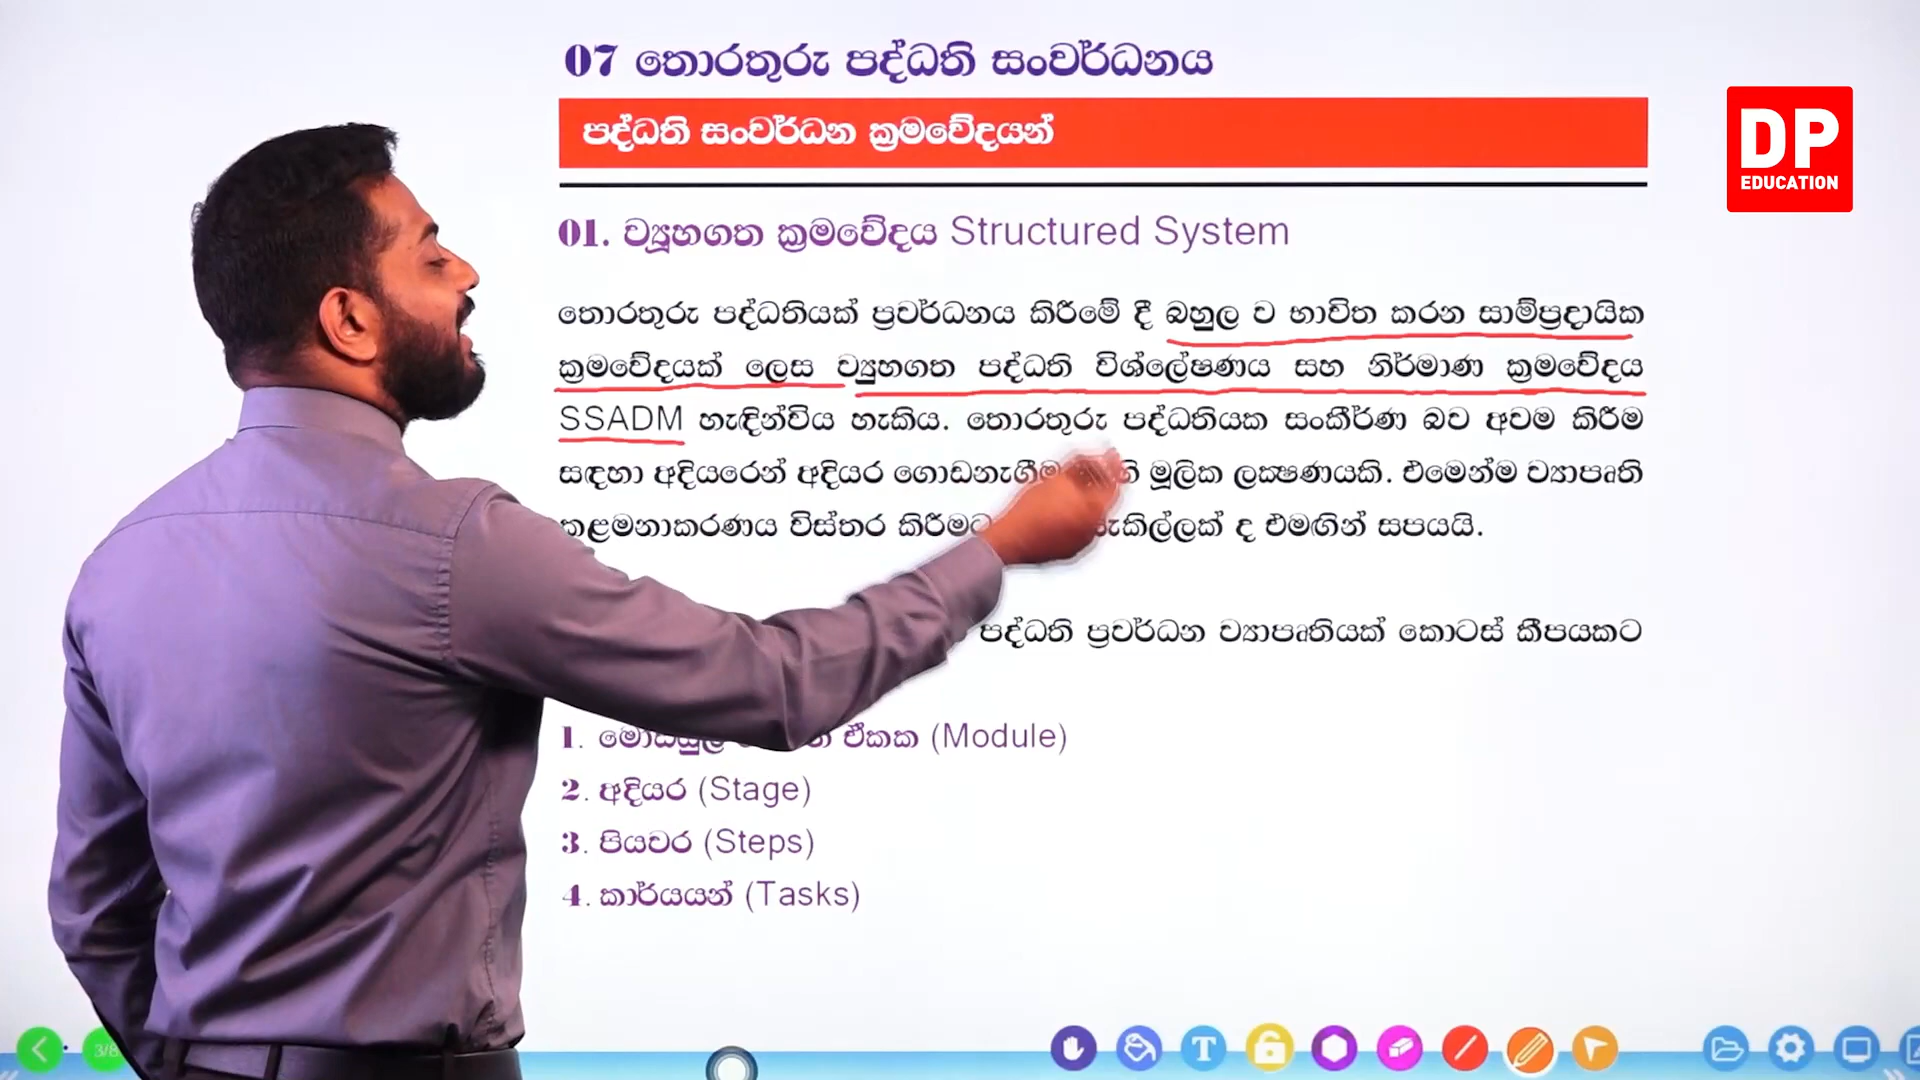 07 තොරතුරු පද්ධති සංවර්ධනය
පද්ධති සංවර්ධන ක්‍රමවේදයන්
DP
EDUCATION
01. ව්‍යූහගත ක්‍රමවේදය Structured System
තොරතුරු පද්ධතියක් ප්‍රවර්ධනය කිරීමේ දී බහුල ව භාවිත කරන සාම්ප්‍රදායික
ක්‍රමවේදයක් ලෙස ව්‍යුහගත පද්ධති විශ්ලේෂණය සහ නිර්මාණ ක්‍රමවේදය
SSADM හැඳින්විය හැකිය. තොරතුරු පද්ධතියක සංකීර්ණ බව අවම කිරීම
සඳහා අදියරෙන් අදියර ගොඩනැගීම මූලික ලක්‍ෂණයකි. එමෙන්ම ව්‍යාපෘති
කළමනාකරණය විස්තර කිරීමට සැකිල්ලක් ද එමඟින් සපයයි.
පද්ධති ප්‍රවර්ධන ව්‍යාපෘතියක් කොටස් කීපයකට
1. ඒකක (Module)
2. අදියර (Stage)
3. පියවර (Steps)
4. කාර්යයන් (Tasks)
3/8